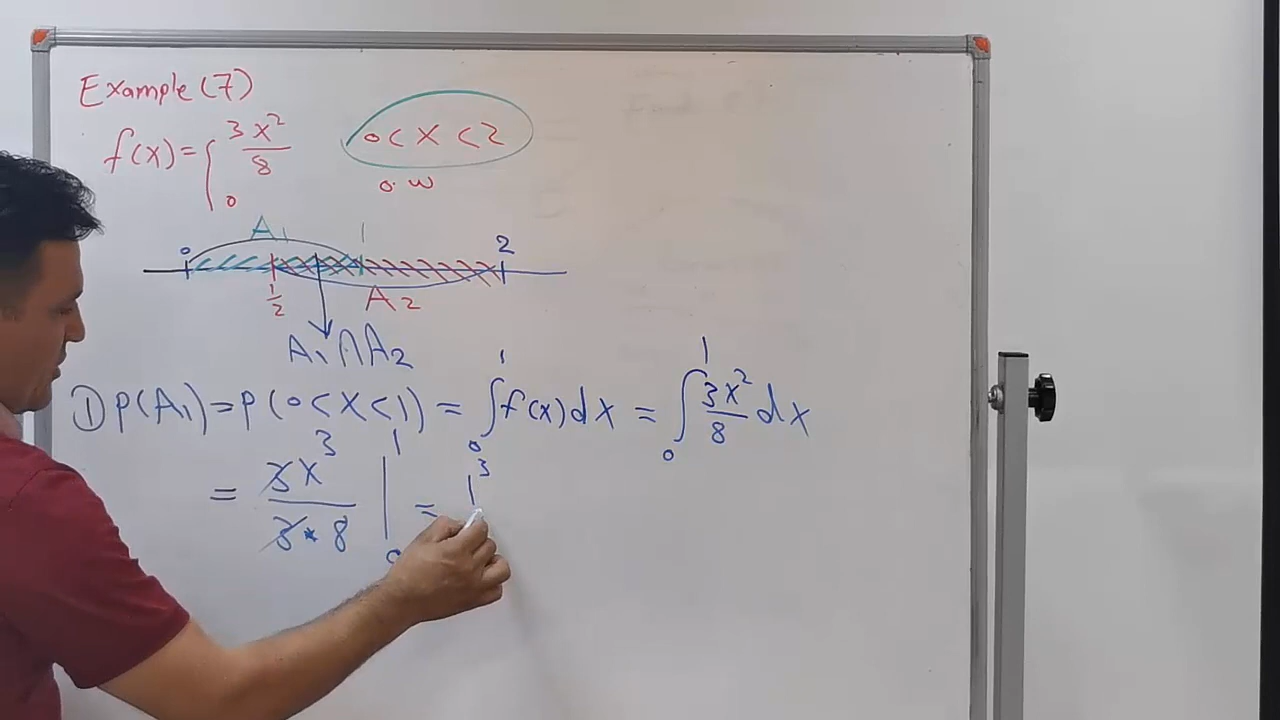 Example (7)
f(x) = { 3x²/8   0 < X < 2
0   o.w
A₁
0   1   2
1/2   A₂
A₁ ∩ A₂
① P(A₁) = P(0 < X < 1) = ∫₀¹ f(x) dx = ∫₀¹ 3x²/8 dx
= 3x³/(3*8) |₀¹ = 1³